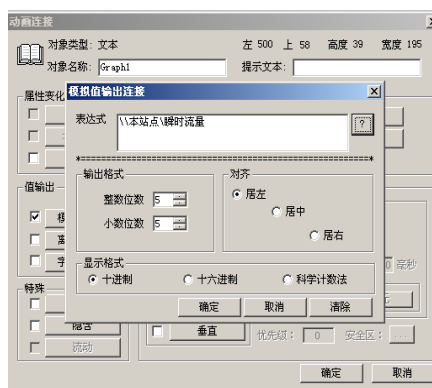 动画连接
对象类型: 文本 左 500 上 58 高度 39 宽度 195
对象名称: Graph1 提示文本:
属性变化
模拟值输出连接
表达式 \\本站点\瞬时流量 ?
输出格式 对齐
整数位数 5
小数位数 5
居左
居中
居右
显示格式
十进制 十六进制 科学计数法
确定 取消 清除
值输出
模
离
字
毫秒
特殊
隐含
流动
垂直 优先级: 0 安全区: ...
确定 取消